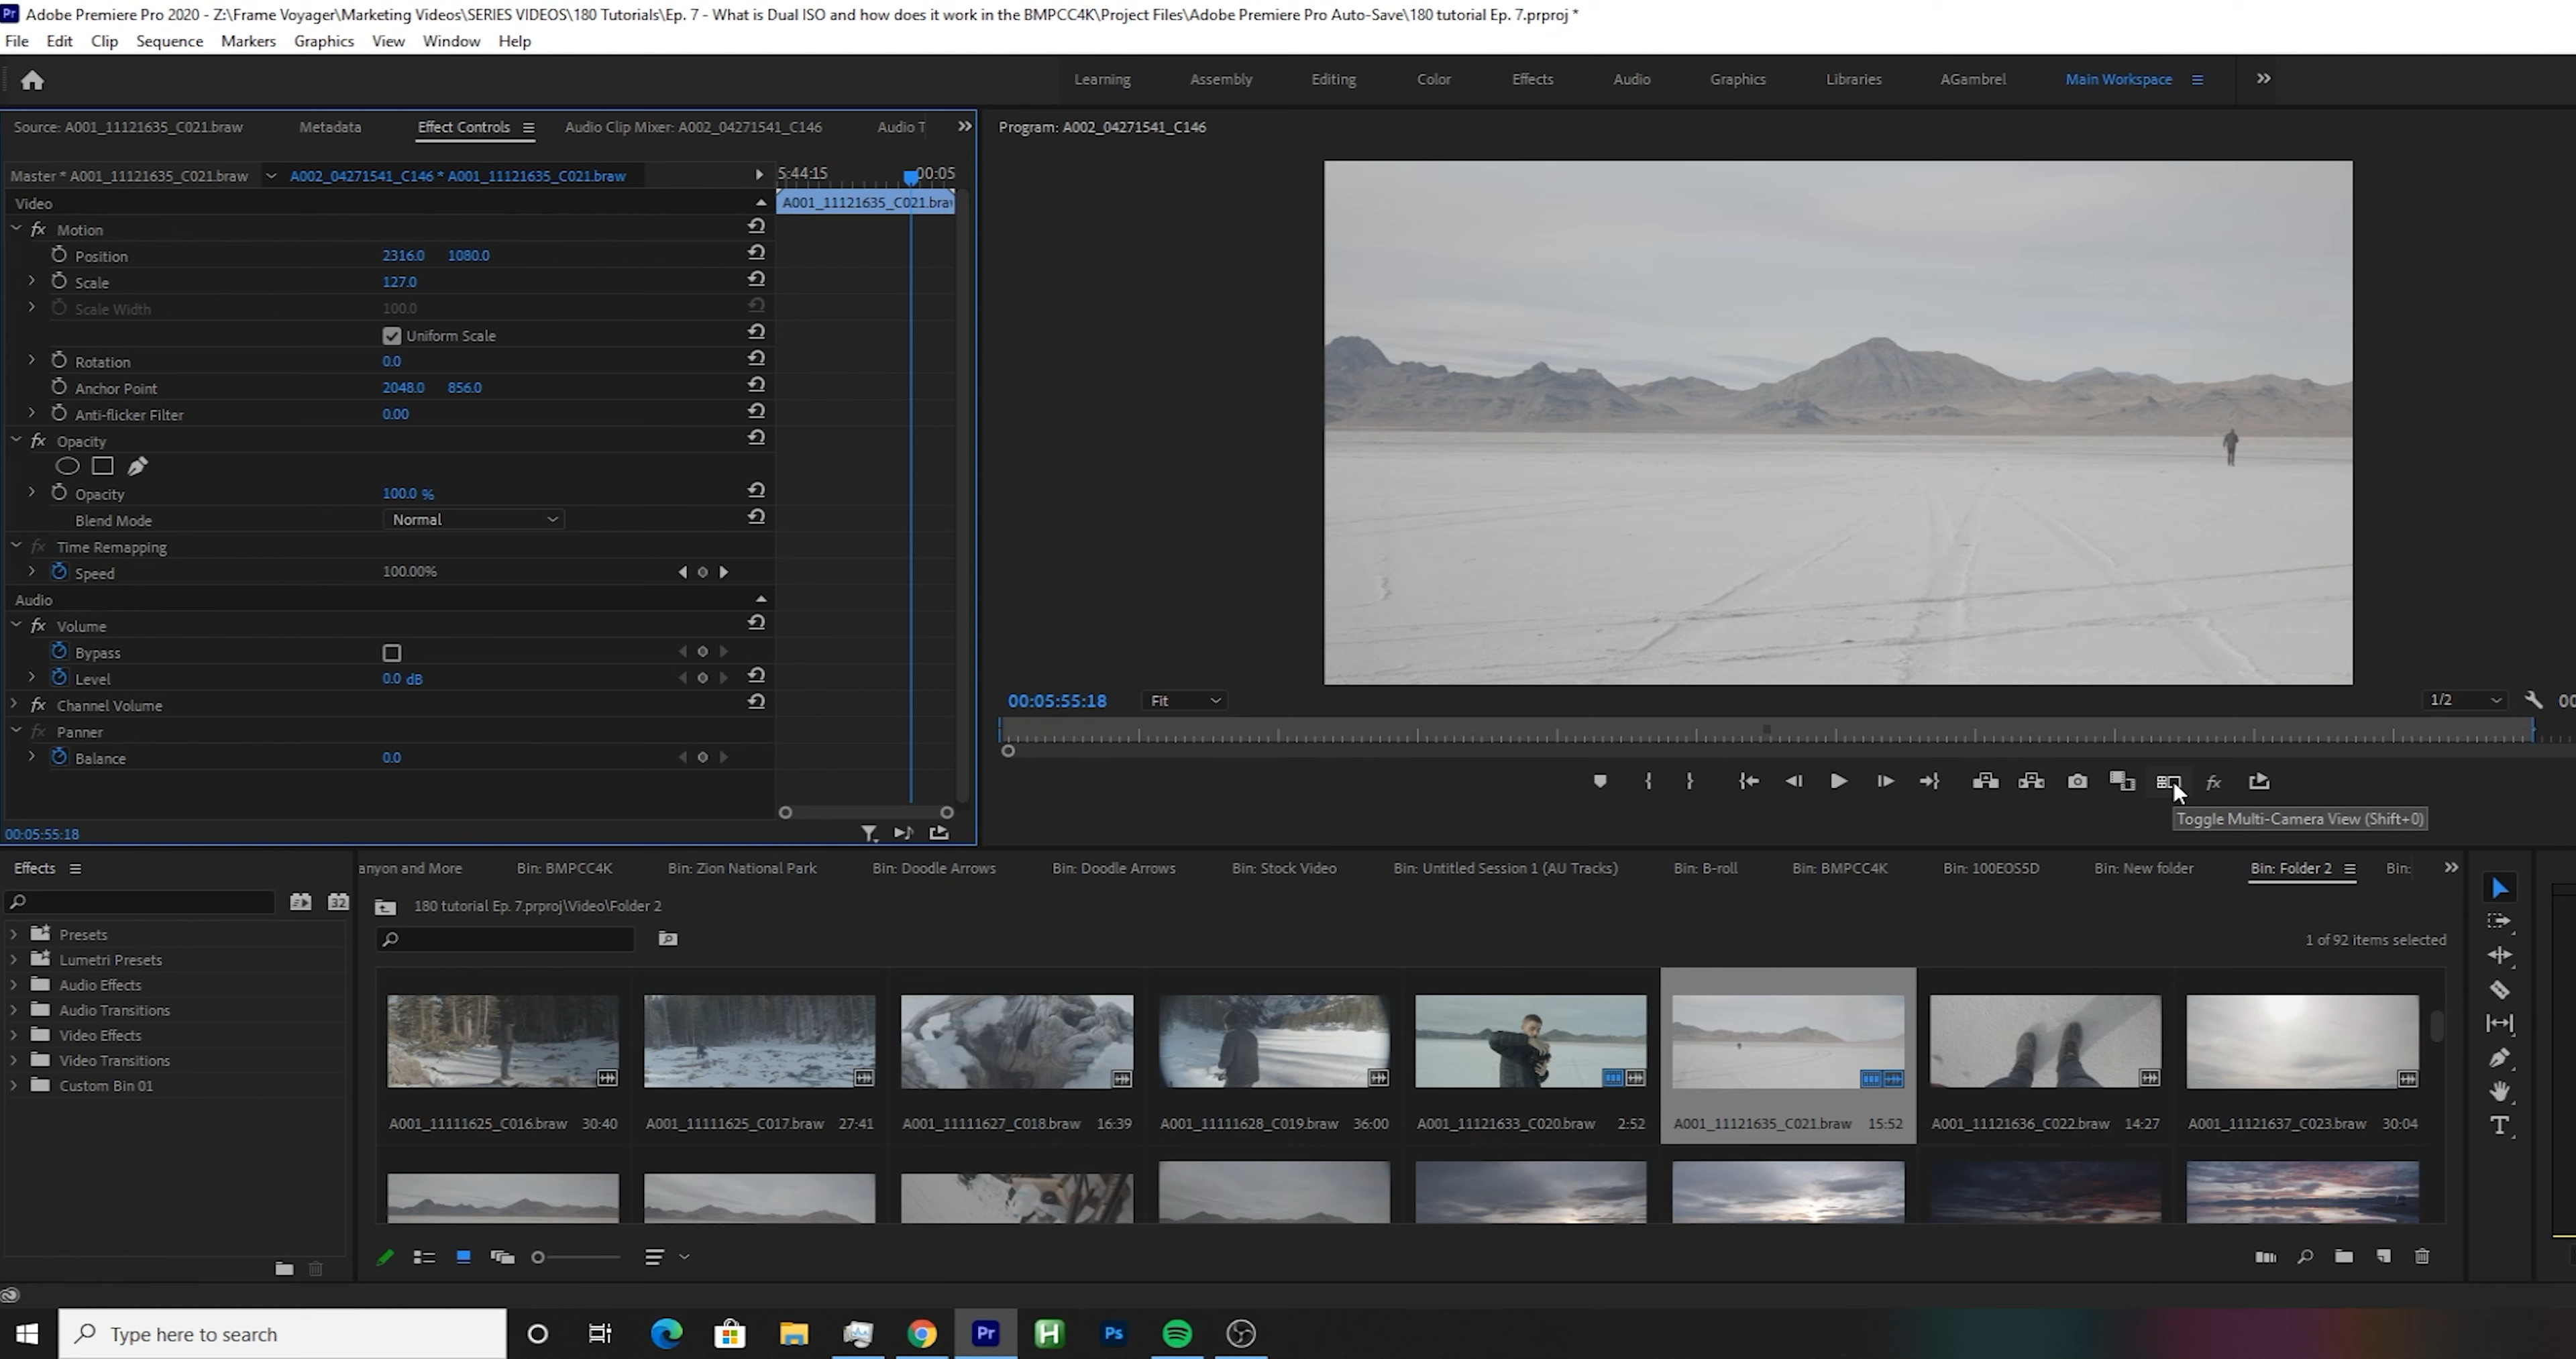 Pr Adobe Premiere Pro 2020 - Z:\Frame Voyager\Marketing Videos\SERIES VIDEOS\180 Tutorials\Ep. 7 - What is Dual ISO and how does it work in the BMPCC4K\Project Files\Adobe Premiere Pro Auto-Save\180 tutorial Ep. 7.prproj *
File Edit Clip Sequence Markers Graphics View Window Help
Learning Assembly Editing Color Effects Audio Graphics Libraries AGambrel Main Workspace
Source: A001_11121635_C021.braw Metadata Effect Controls Audio Clip Mixer: A002_04271541_C146 Audio T
Program: A002_04271541_C146
Master * A001_11121635_C021.braw A002_04271541_C146 * A001_11121635_C021.braw
5:44:15 00:05
Video
A001_11121635_C021.braw
fx Motion
Position 2316.0 1080.0
Scale 127.0
Scale Width 100.0
Uniform Scale
Rotation 0.0
Anchor Point 2048.0 856.0
Anti-flicker Filter 0.00
fx Opacity
Opacity 100.0 %
Blend Mode Normal
fx Time Remapping
Speed 100.00%
Audio
fx Volume
Bypass
Level 0.0 dB
fx Channel Volume
fx Panner
Balance 0.0
00:05:55:18
00:05:55:18 Fit 1/2 00
fx
Toggle Multi-Camera View (Shift+0)
Effects
32
Presets
Lumetri Presets
Audio Effects
Audio Transitions
Video Effects
Video Transitions
Custom Bin 01
anyon and More Bin: BMPCC4K Bin: Zion National Park Bin: Doodle Arrows Bin: Doodle Arrows Bin: Stock Video Bin: Untitled Session 1 (AU Tracks) Bin: B-roll Bin: BMPCC4K Bin: 100EOS5D Bin: New folder Bin: Folder 2 Bin:
180 tutorial Ep. 7.prproj\Video\Folder 2
1 of 92 items selected
A001_11111625_C016.braw 30:40
A001_11111625_C017.braw 27:41
A001_11111627_C018.braw 16:39
A001_11111628_C019.braw 36:00
A001_11121633_C020.braw 2:52
A001_11121635_C021.braw 15:52
A001_11121636_C022.braw 14:27
A001_11121637_C023.braw 30:04
T
Type here to search
Pr
H
Ps